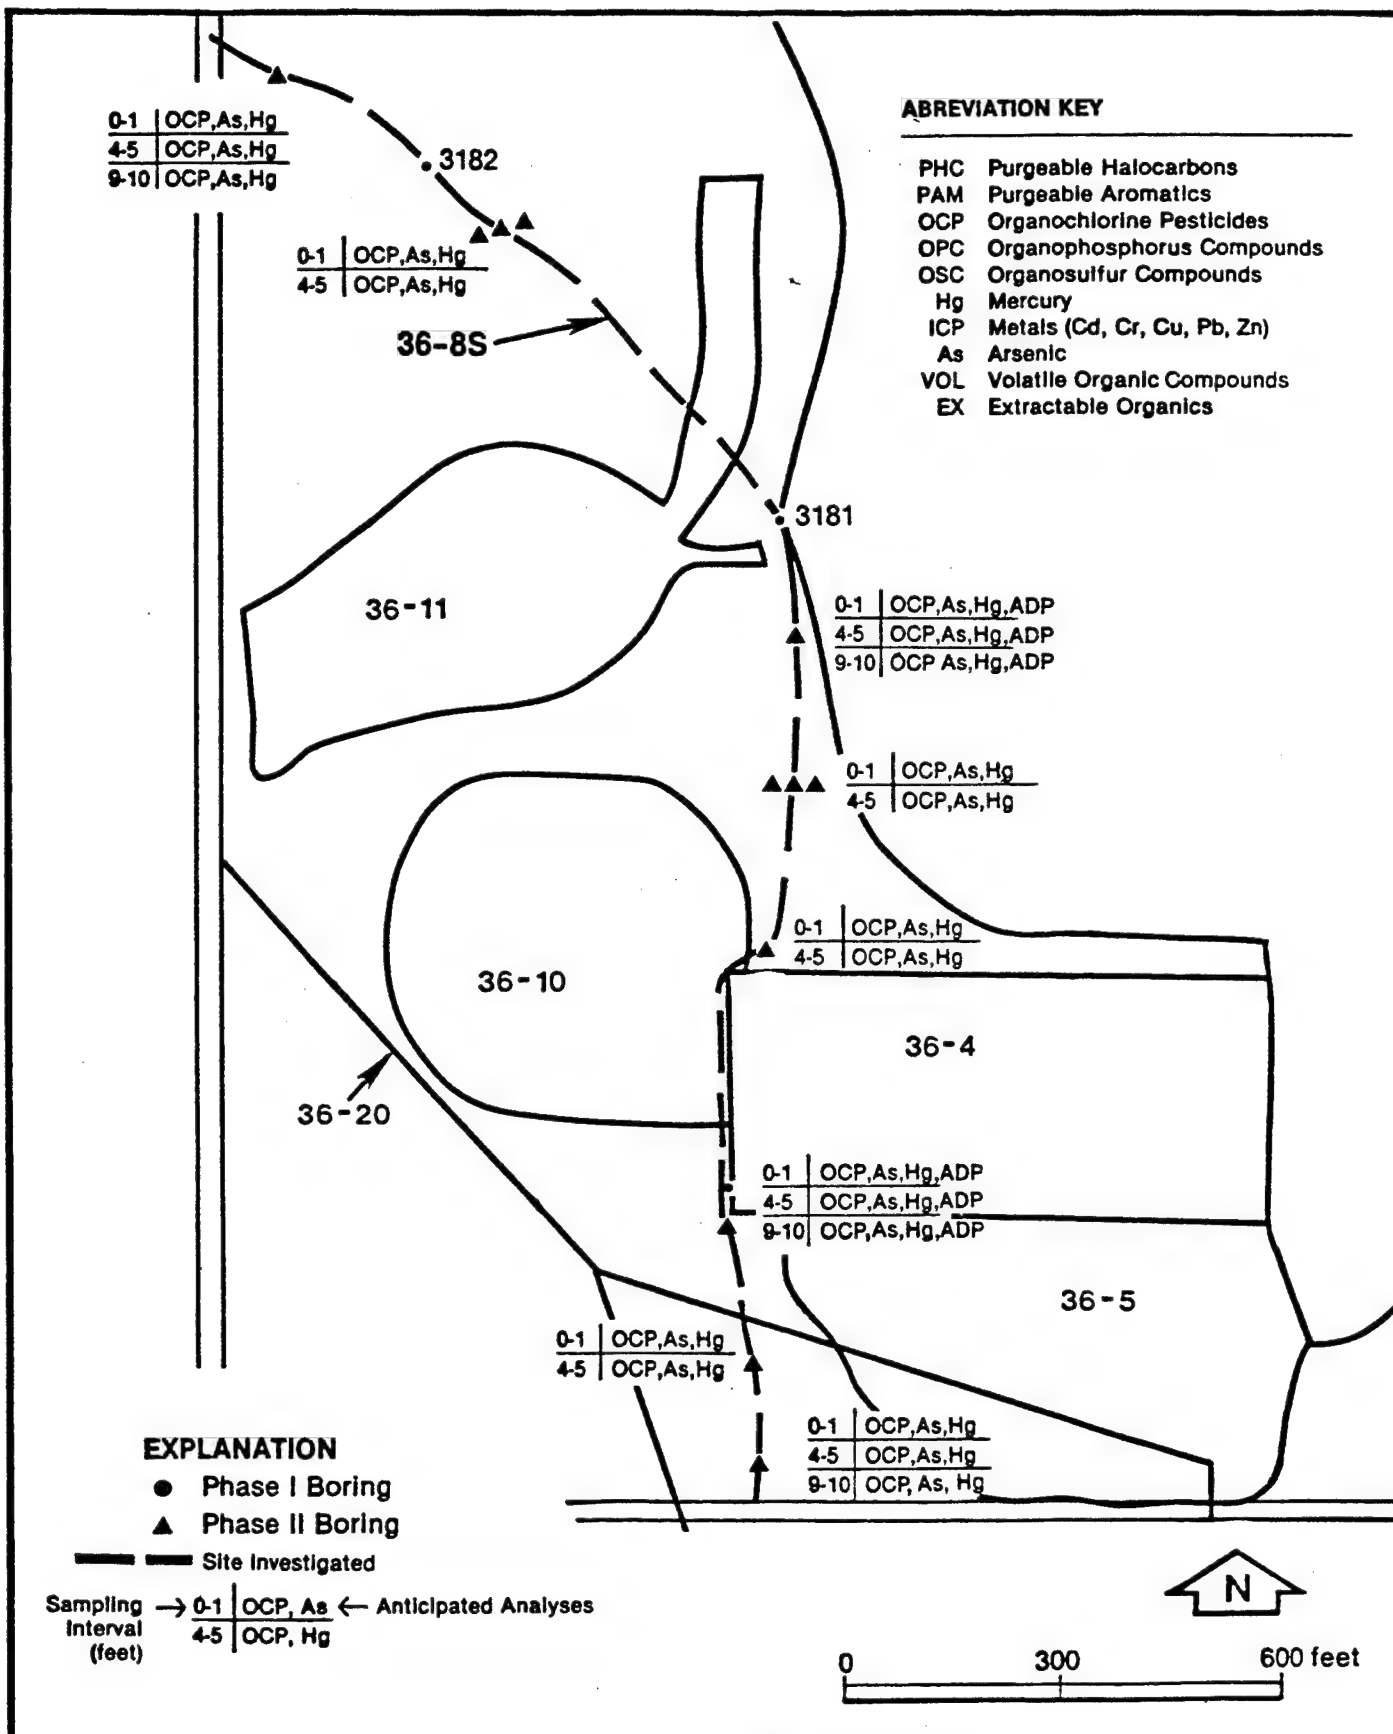 0-1 OCP,As,Hg
4-5 OCP,As,Hg
9-10 OCP,As,Hg
3182
0-1 OCP,As,Hg
4-5 OCP,As,Hg
36-8S
ABREVIATION KEY
PHC Purgeable Halocarbons
PAM Purgeable Aromatics
OCP Organochlorine Pesticides
OPC Organophosphorus Compounds
OSC Organosulfur Compounds
Hg Mercury
ICP Metals (Cd, Cr, Cu, Pb, Zn)
As Arsenic
VOL Volatile Organic Compounds
EX Extractable Organics
3181
36-11
0-1 OCP,As,Hg,ADP
4-5 OCP,As,Hg,ADP
9-10 OCP As,Hg,ADP
0-1 OCP,As,Hg
4-5 OCP,As,Hg
0-1 OCP,As,Hg
4-5 OCP,As,Hg
36-10
36-4
36-20
0-1 OCP,As,Hg,ADP
4-5 OCP,As,Hg,ADP
9-10 OCP,As,Hg,ADP
36-5
0-1 OCP,As,Hg
4-5 OCP,As,Hg
0-1 OCP,As,Hg
4-5 OCP,As,Hg
9-10 OCP, As, Hg
EXPLANATION
Phase I Boring
Phase II Boring
Site Investigated
Sampling Interval (feet) → 0-1 OCP, As ← Anticipated Analyses
4-5 OCP, Hg
N
0 300 600 feet